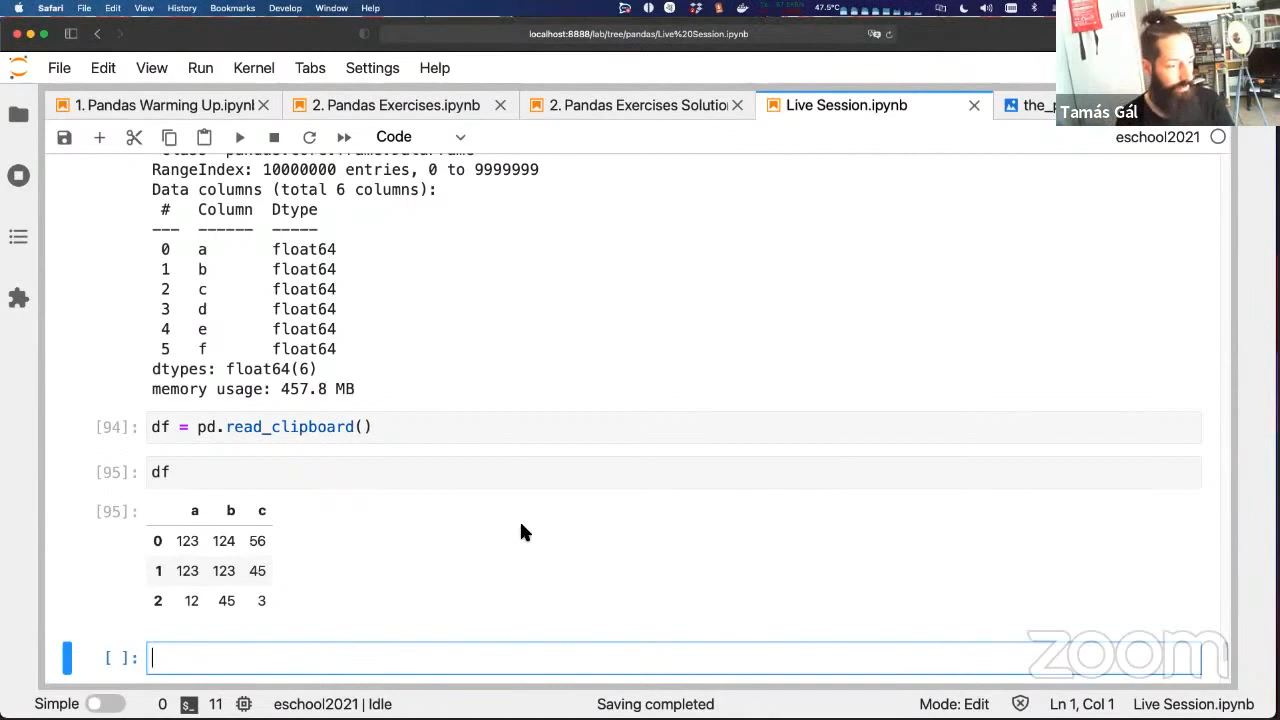 Safari File Edit View History Bookmarks Develop Window Help 47.5°C
localhost:8888/lab/tree/pandas/Live%20Session.ipynb
julia
File Edit View Run Kernel Tabs Settings Help
1. Pandas Warming Up.ipynl 2. Pandas Exercises.ipynb 2. Pandas Exercises Solutio Live Session.ipynb the_p
Tamás Gál
Code eschool2021
RangeIndex: 10000000 entries, 0 to 9999999
Data columns (total 6 columns):
# Column Dtype
--- ------ -----
0 a float64
1 b float64
2 c float64
3 d float64
4 e float64
5 f float64
dtypes: float64(6)
memory usage: 457.8 MB
[94]: df = pd.read_clipboard()
[95]: df
[95]: a b c
0 123 124 56
1 123 123 45
2 12 45 3
[ ]:
zoom
Simple 0 $_ 11 eschool2021 | Idle Saving completed Mode: Edit Ln 1, Col 1 Live Session.ipynb